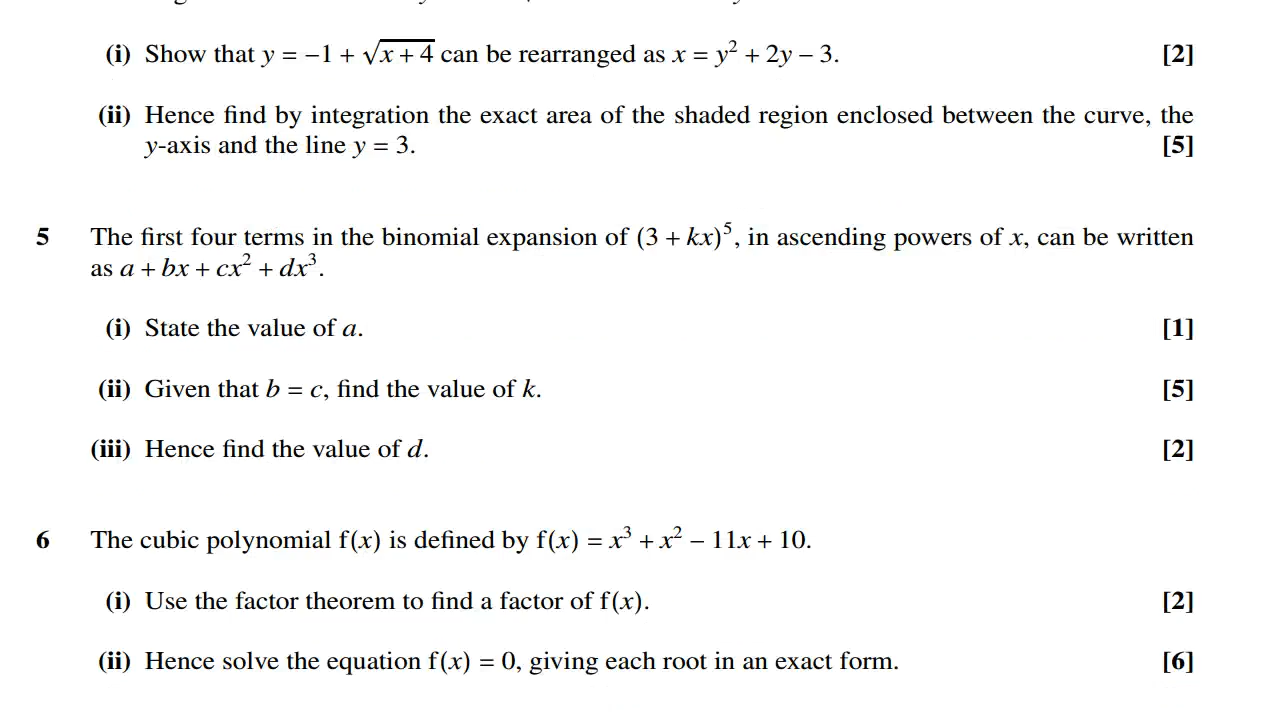 (i) Show that y = −1 + √(x + 4) can be rearranged as x = y² + 2y − 3. [2]
(ii) Hence find by integration the exact area of the shaded region enclosed between the curve, the
y-axis and the line y = 3. [5]
5 The first four terms in the binomial expansion of (3 + kx)⁵, in ascending powers of x, can be written
as a + bx + cx² + dx³.
(i) State the value of a. [1]
(ii) Given that b = c, find the value of k. [5]
(iii) Hence find the value of d. [2]
6 The cubic polynomial f(x) is defined by f(x) = x³ + x² − 11x + 10.
(i) Use the factor theorem to find a factor of f(x). [2]
(ii) Hence solve the equation f(x) = 0, giving each root in an exact form. [6]